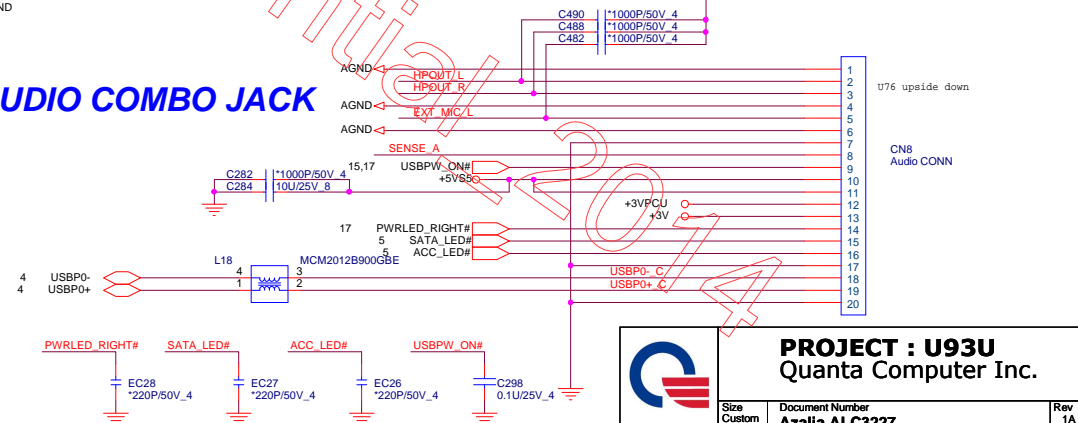 ND
C490 *1000P/50V_4
C488 *1000P/50V_4
C482 *1000P/50V_4
UDIO COMBO JACK
AGND
HPOUT_L
HPOUT_R
AGND
EXT_MIC_L
AGND
SENSE_A
15,17 USBPW_ON#
+5VS5
C282 *1000P/50V_4
C284 10U/25V_8
+3VPCU
+3V
17 PWRLED_RIGHT#
5 SATA_LED#
5 ACC_LED#
1
2
3
4
5
6
7
8
9
10
11
12
13
14
15
16
17
18
19
20
U76 upside down
CN8
Audio CONN
L18 MCM2012B900GBE
4 USBP0-
4 USBP0+
4 3
1 2
USBP0-_C
USBP0+_C
PWRLED_RIGHT# SATA_LED# ACC_LED# USBPW_ON#
EC28
*220P/50V_4
EC27
*220P/50V_4
EC26
*220P/50V_4
C298
0.1U/25V_4
PROJECT : U93U
Quanta Computer Inc.
Size
Custom
Document Number
Azalia ALC3227
Rev
1A